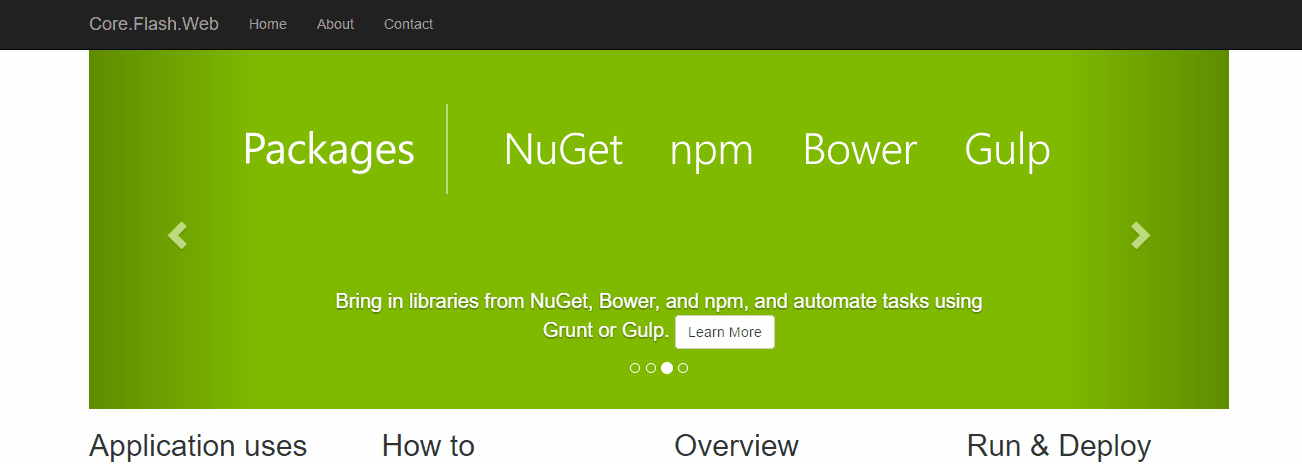 Core.Flash.Web Home About Contact
Packages NuGet npm Bower Gulp
Bring in libraries from NuGet, Bower, and npm, and automate tasks using
Grunt or Gulp. Learn More
Application uses How to Overview Run & Deploy